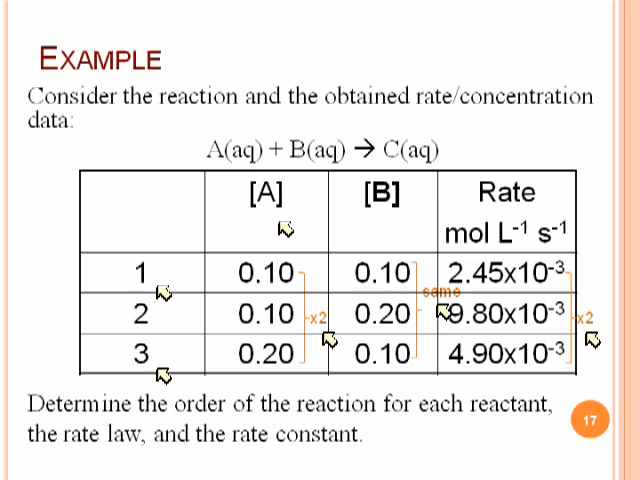 EXAMPLE
Consider the reaction and the obtained rate/concentration
data:
A(aq) + B(aq) → C(aq)
[A] [B] Rate
mol L⁻¹ s⁻¹
1 0.10 0.10 2.45x10⁻³
same
2 0.10 x2 0.20 9.80x10⁻³ x2
3 0.20 0.10 4.90x10⁻³
Determine the order of the reaction for each reactant,
the rate law, and the rate constant.
17